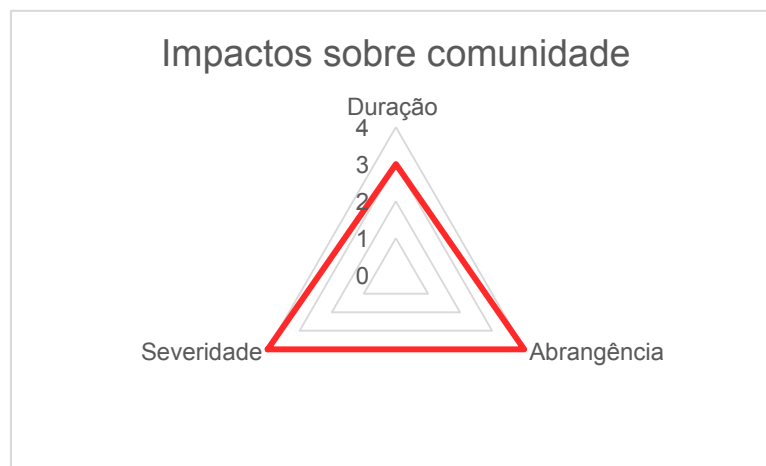 Impactos sobre comunidade
Duração
4
3
2
1
0
Severidade
Abrangência